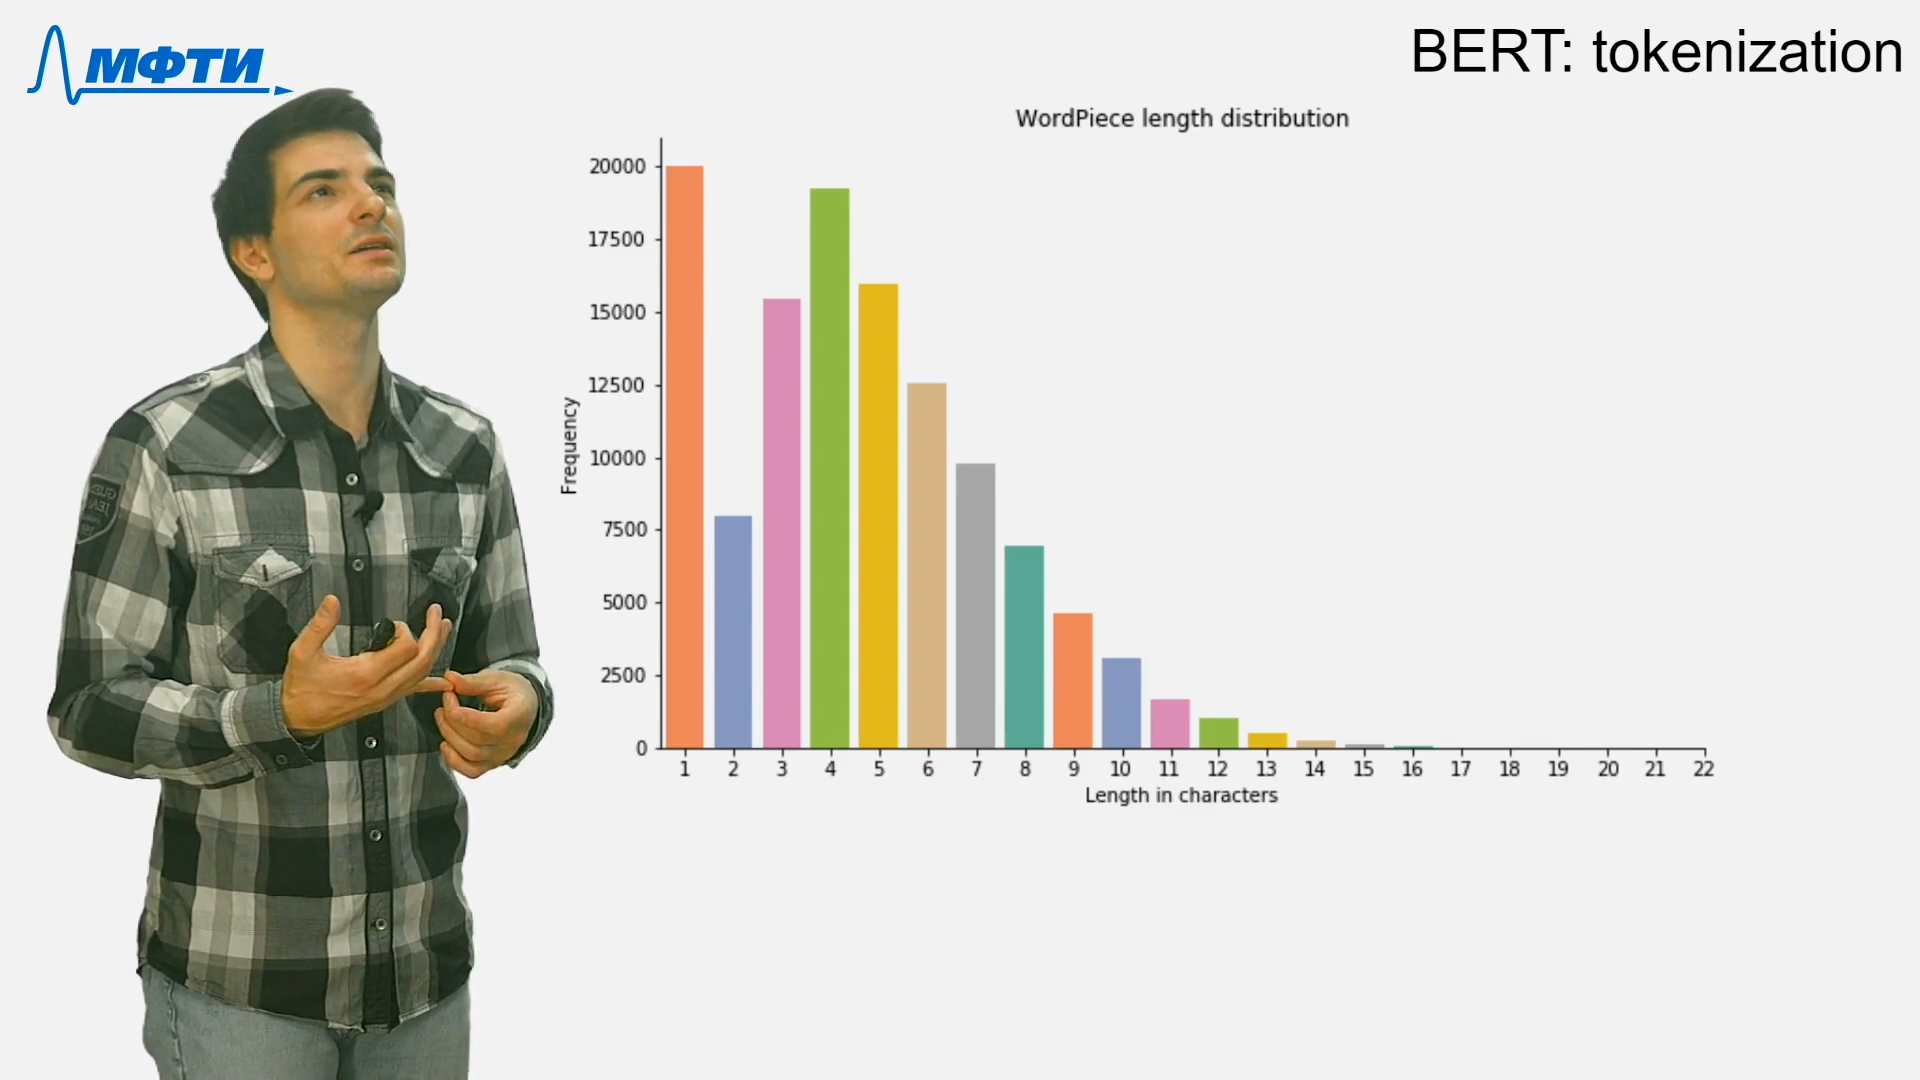 МФТИ
BERT: tokenization
WordPiece length distribution
20000
17500
15000
12500
10000
7500
5000
2500
0
Frequency
1 2 3 4 5 6 7 8 9 10 11 12 13 14 15 16 17 18 19 20 21 22
Length in characters